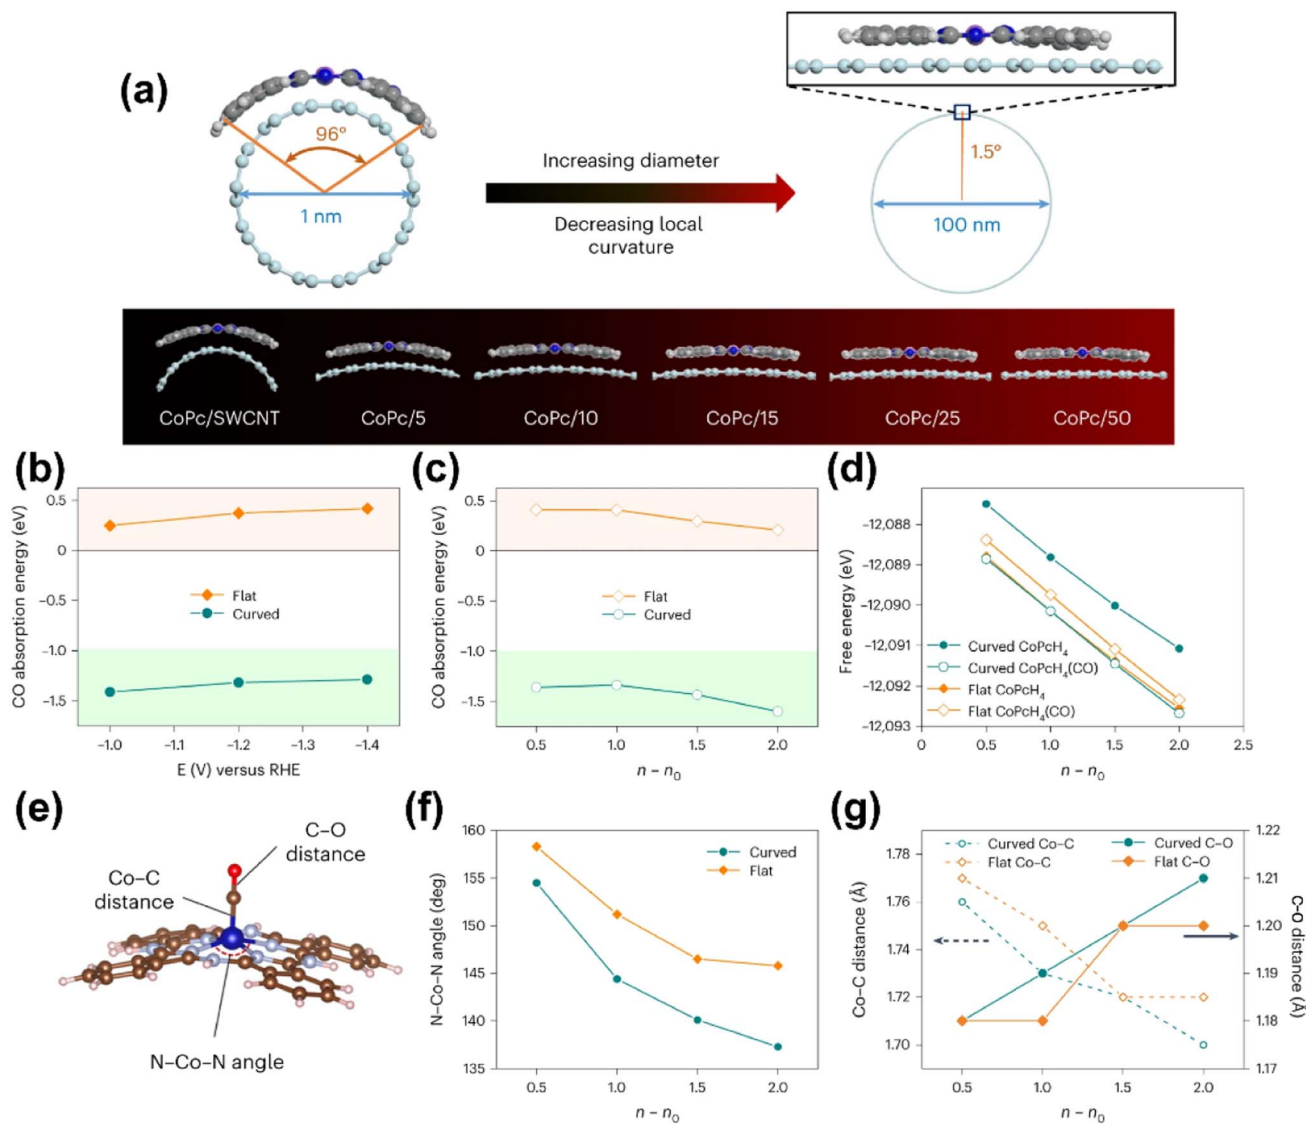 (a)
96°
1 nm
Increasing diameter
Decreasing local
curvature
1.5°
100 nm
CoPc/SWCNT
CoPc/5
CoPc/10
CoPc/15
CoPc/25
CoPc/50
(b)
CO absorption energy (eV)
0.5
0
−0.5
−1.0
−1.5
Flat
Curved
−1.0
−1.1
−1.2
−1.3
−1.4
E (V) versus RHE
(c)
CO absorption energy (eV)
0.5
0
−0.5
−1.0
−1.5
Flat
Curved
0.5
1.0
1.5
2.0
n − n₀
(d)
Free energy (eV)
−12,088
−12,089
−12,090
−12,091
−12,092
−12,093
Curved CoPcH₄
Curved CoPcH₄(CO)
Flat CoPcH₄
Flat CoPcH₄(CO)
0
0.5
1.0
1.5
2.0
2.5
n − n₀
(e)
C–O
distance
Co–C
distance
N–Co–N angle
(f)
N–Co–N angle (deg)
160
155
150
145
140
135
Curved
Flat
0.5
1.0
1.5
2.0
n − n₀
(g)
Co–C distance (Å)
1.78
1.76
1.74
1.72
1.70
Curved Co–C
Flat Co–C
Curved C–O
Flat C–O
1.22
1.21
1.20
1.19
1.18
1.17
C–O distance (Å)
0.5
1.0
1.5
2.0
n − n₀